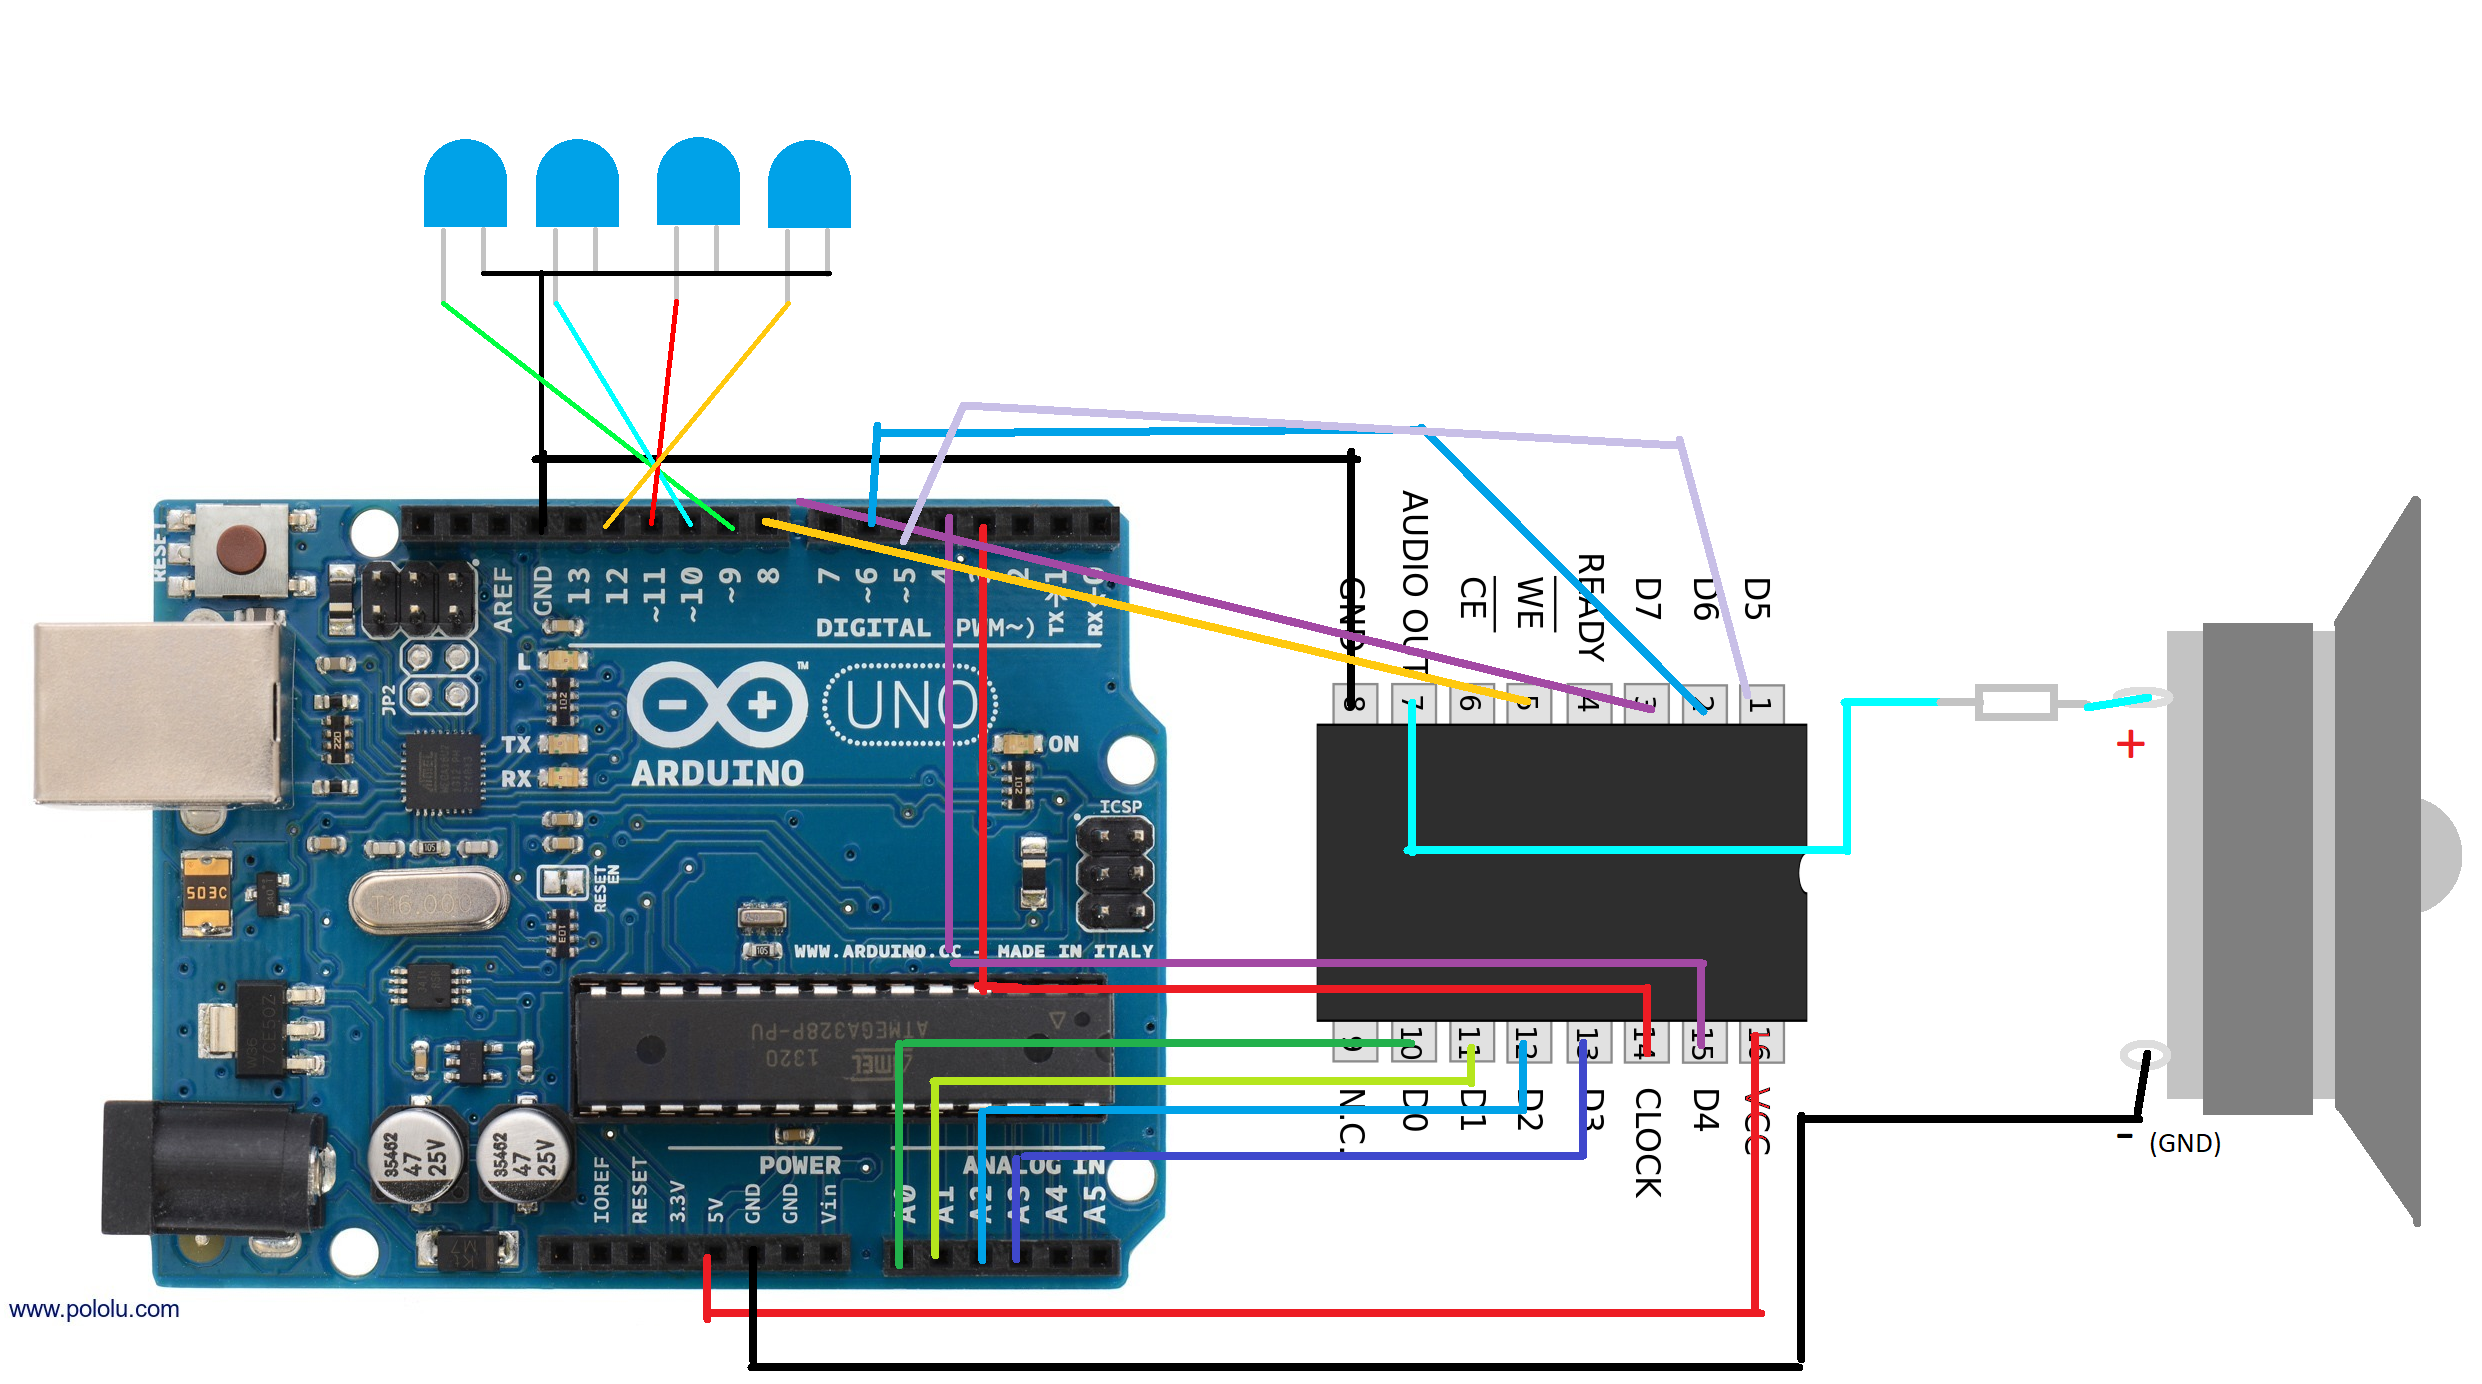 RESET
AREF
GND
13
12
~11
~10
~9
8
7
~6
~5
4
2
TX→1
RX←0
DIGITAL (PWM~)
L
TX
RX
JP2
™
UNO
ARDUINO
ON
ICSP
RESET
EN
T16.000
503C
WWW.ARDUINO.CC - MADE IN ITALY
ATMEGA328P-PU
1320
ATMEL
35462
47
25V
35462
47
25V
POWER
ANALOG IN
IOREF
RESET
3.3V
5V
GND
GND
Vin
A0
A1
A2
A3
A4
A5
www.pololu.com
GND
AUDIO OUT
CE
WE
READY
D7
D6
D5
8
7
6
5
4
3
2
1
9
10
11
12
13
14
15
16
N.C.
D0
D1
D2
D3
CLOCK
D4
VCC
+
- (GND)